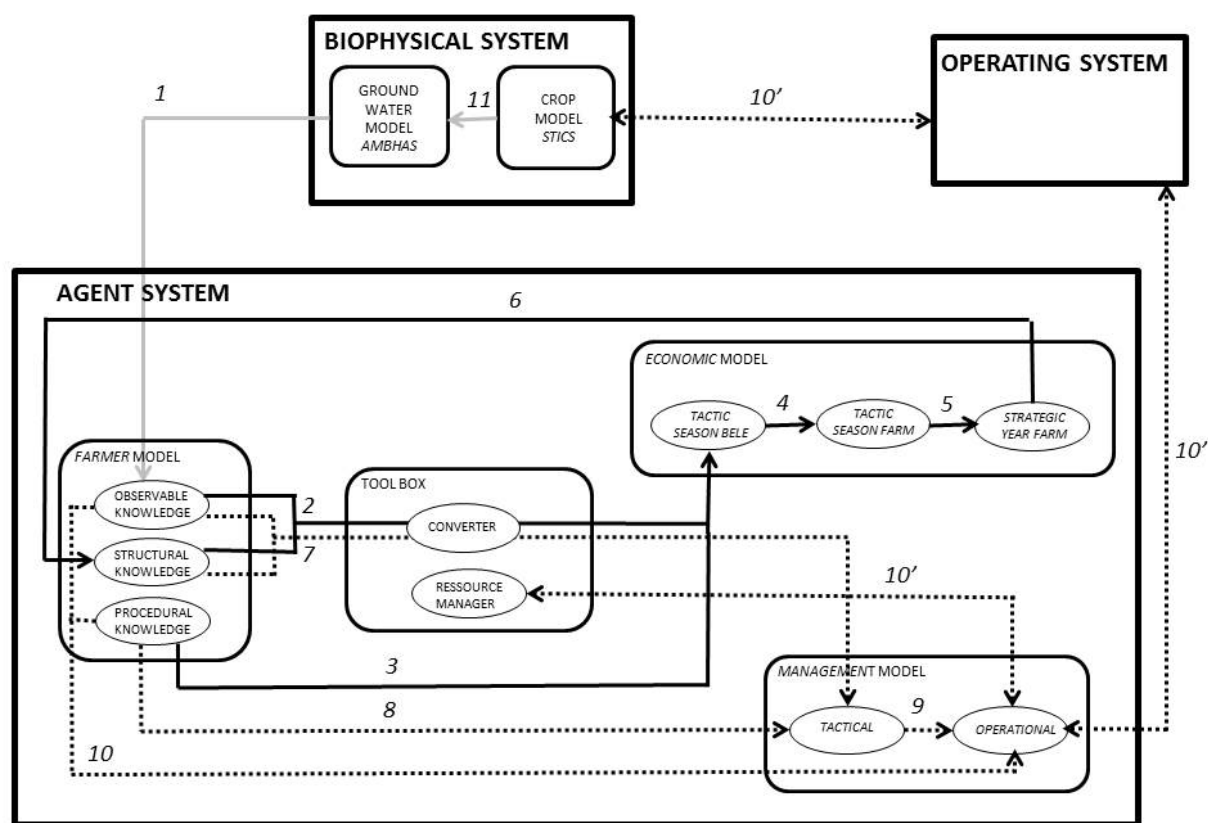 BIOPHYSICAL SYSTEM
OPERATING SYSTEM
GROUND
WATER
MODEL
AMBHAS
11
CROP
MODEL
STICS
1
10'
AGENT SYSTEM
6
ECONOMIC MODEL
TACTIC
SEASON BELE
4
TACTIC
SEASON FARM
5
STRATEGIC
YEAR FARM
10'
FARMER MODEL
OBSERVABLE
KNOWLEDGE
STRUCTURAL
KNOWLEDGE
PROCEDURAL
KNOWLEDGE
2
7
TOOL BOX
CONVERTER
RESSOURCE
MANAGER
10'
3
8
10
MANAGEMENT MODEL
TACTICAL
9
OPERATIONAL